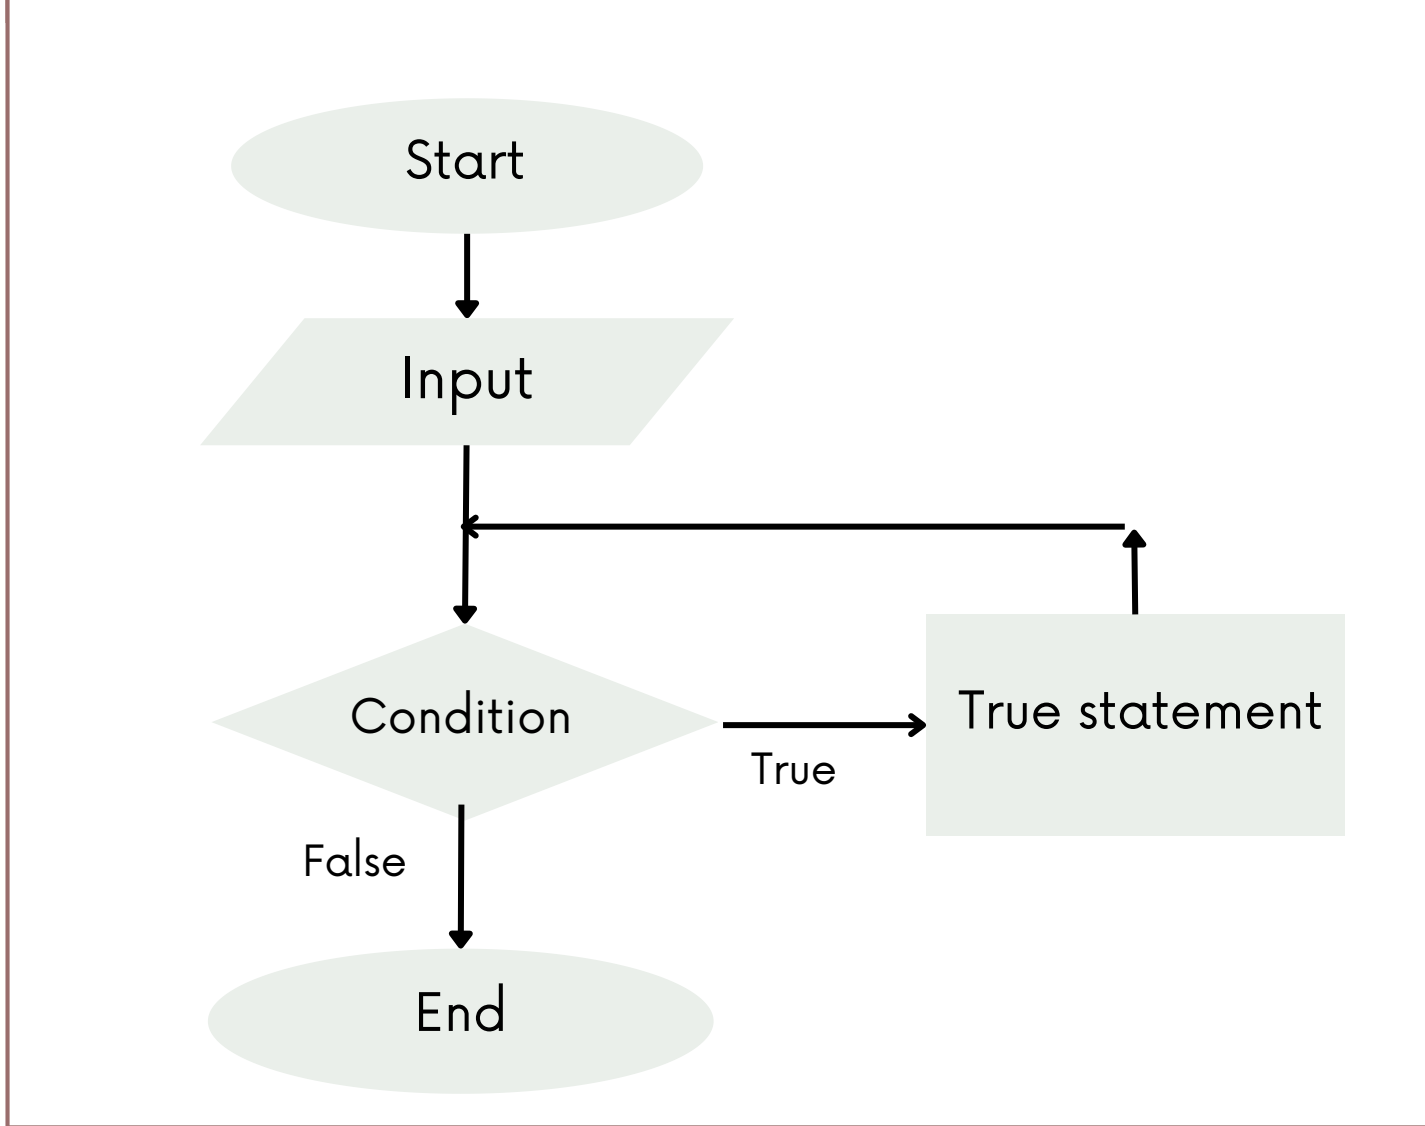 Start
Input
Condition
True statement
True
False
End